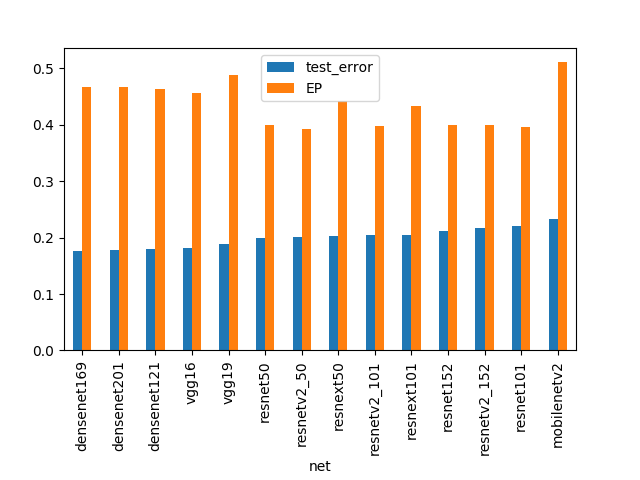 0.5
0.4
0.3
0.2
0.1
0.0
test_error
EP
densenet169
densenet201
densenet121
vgg16
vgg19
resnet50
resnetv2_50
resnext50
resnetv2_101
resnext101
resnet152
resnetv2_152
resnet101
mobilenetv2
net